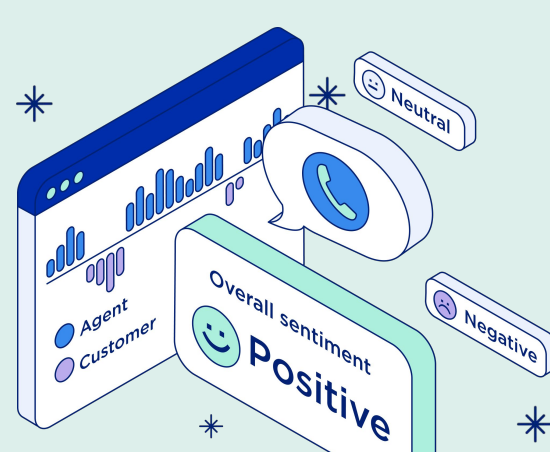 Neutral
Agent
Customer
Overall sentiment
Positive
Negative